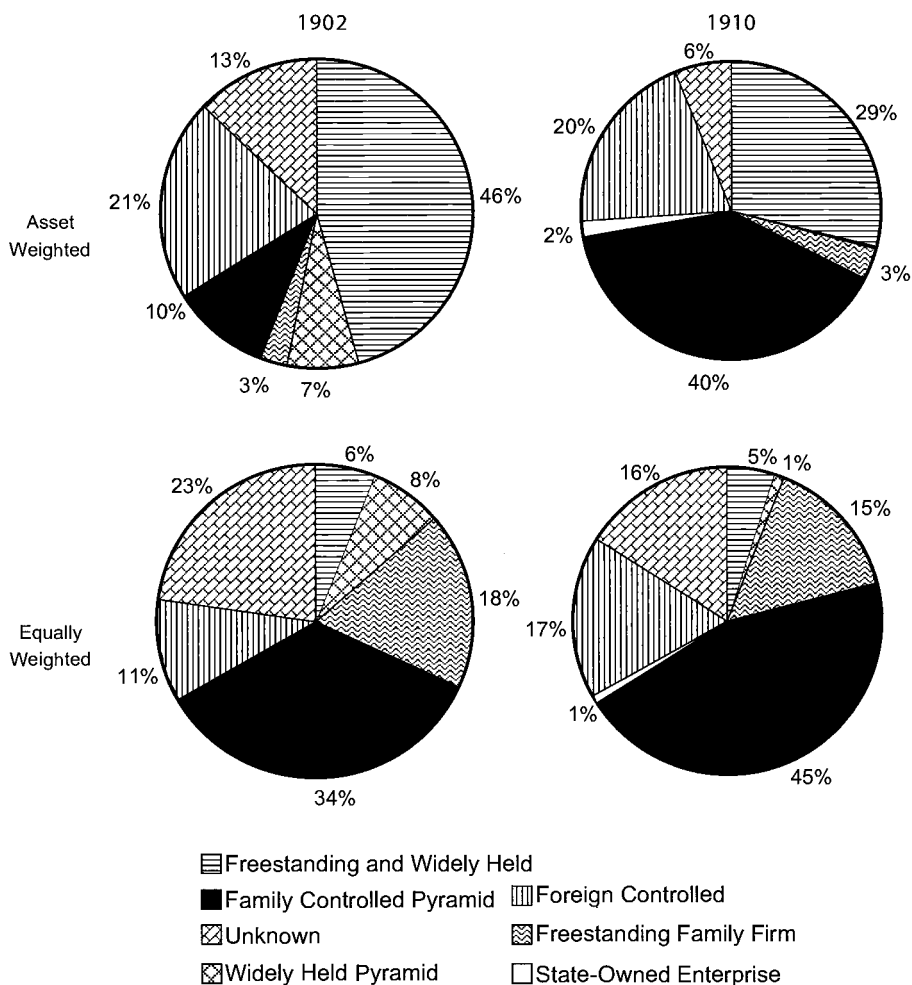 1902
1910
13%
46%
21%
10%
3%
7%
6%
29%
20%
2%
3%
40%
Asset
Weighted
23%
6%
8%
18%
11%
34%
16%
5%
1%
15%
17%
1%
45%
Equally
Weighted
Freestanding and Widely Held
Family Controlled Pyramid
Foreign Controlled
Unknown
Freestanding Family Firm
Widely Held Pyramid
State-Owned Enterprise